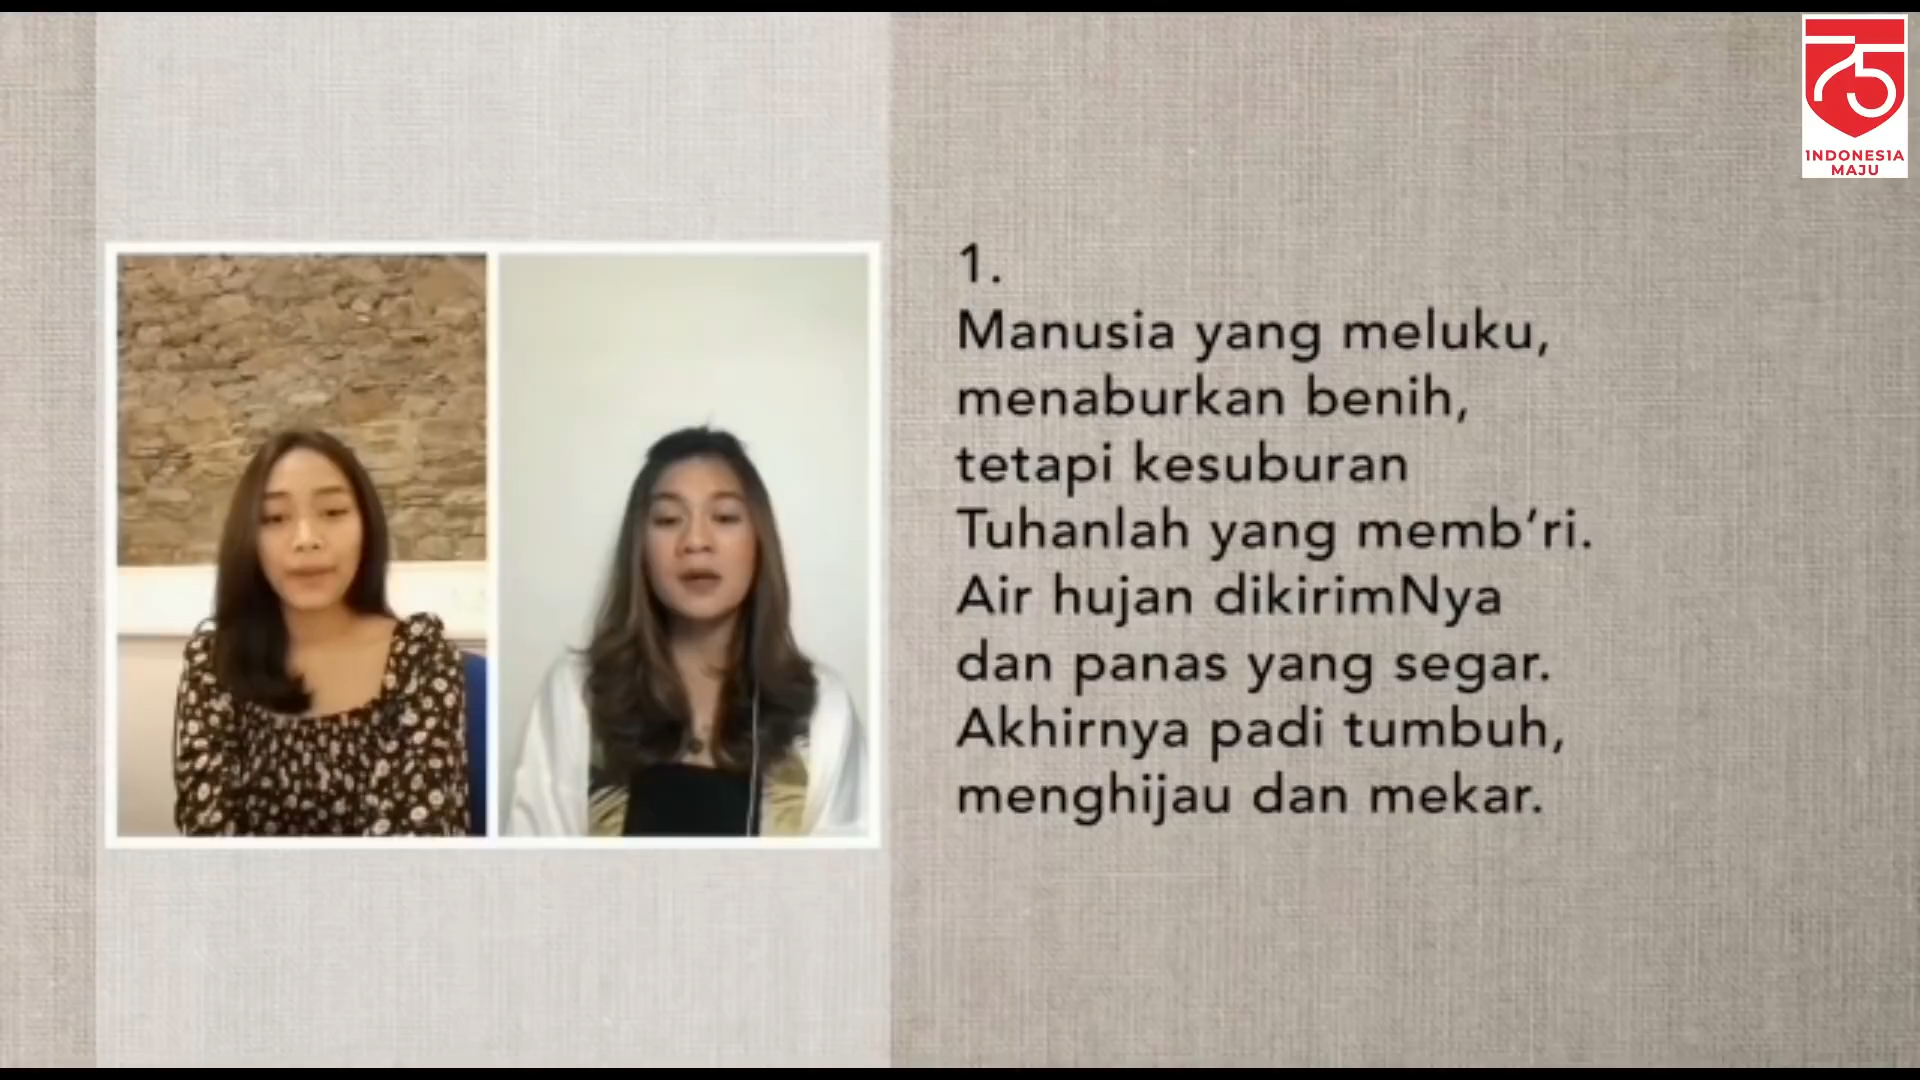 75
1NDONES1A
MAJU
1.
Manusia yang meluku,
menaburkan benih,
tetapi kesuburan
Tuhanlah yang memb’ri.
Air hujan dikirimNya
dan panas yang segar.
Akhirnya padi tumbuh,
menghijau dan mekar.